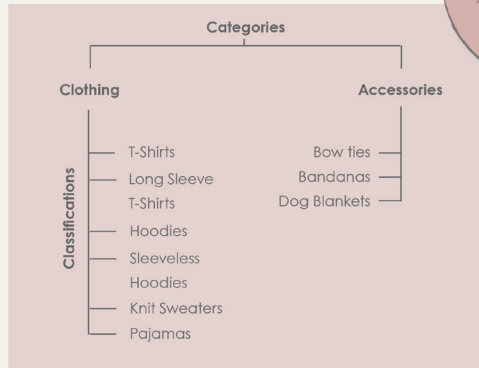 Categories
Clothing
Accessories
Classifications
T-Shirts
Long Sleeve
T-Shirts
Hoodies
Sleeveless
Hoodies
Knit Sweaters
Pajamas
Bow ties
Bandanas
Dog Blankets